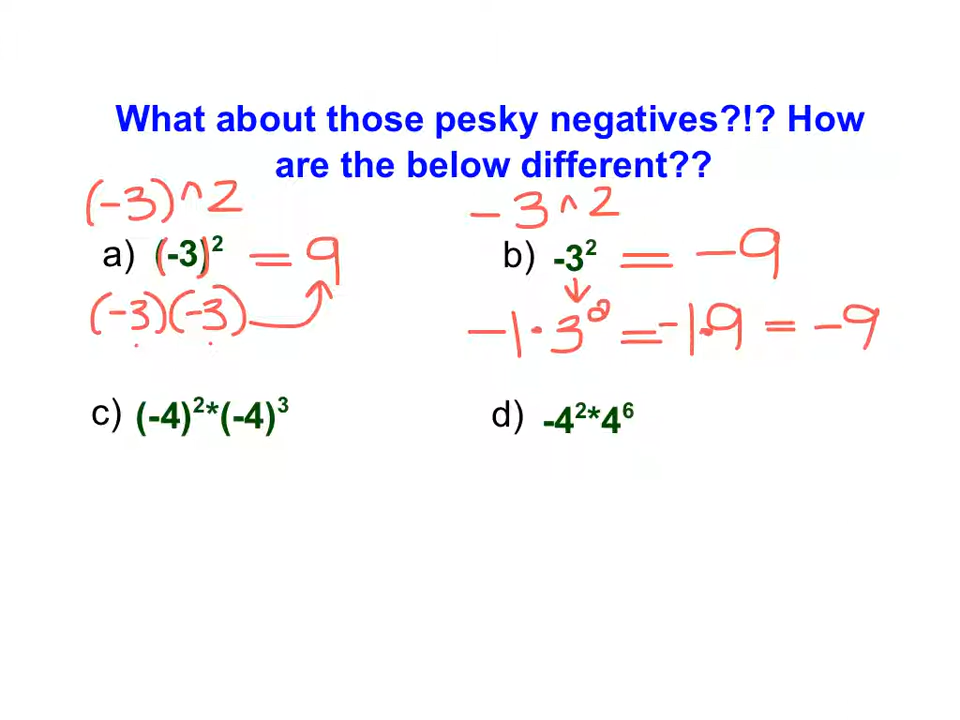 What about those pesky negatives?!? How
are the below different??
(-3)^2
-3^2
a) (-3)² = 9
b) -3² = -9
(-3)(-3)
-1·3² = -1·9 = -9
c) (-4)²*(-4)³
d) -4²*4⁶